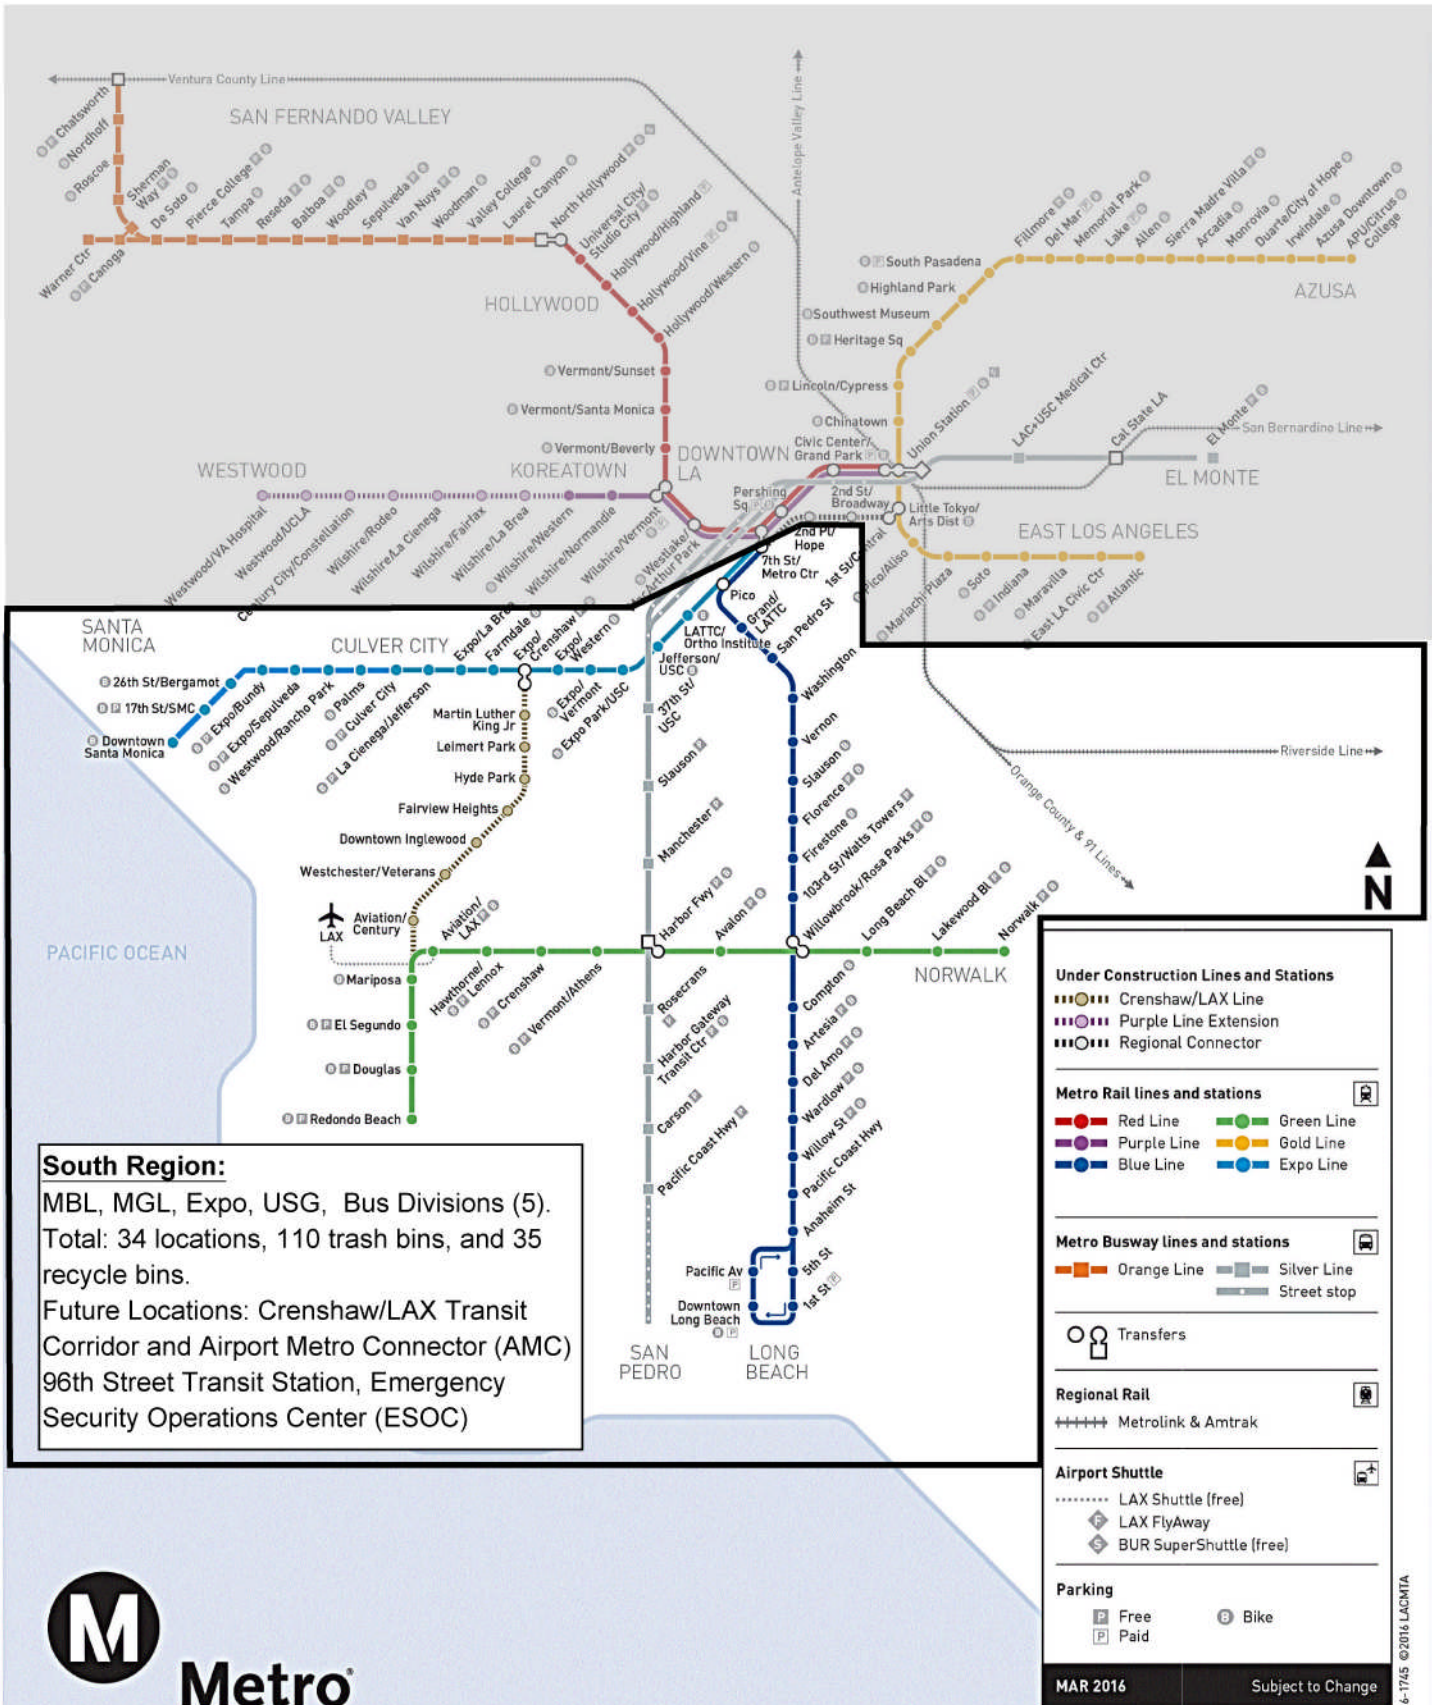 Ventura County Line
Antelope Valley Line
SAN FERNANDO VALLEY
Chatsworth
Nordhoff
Roscoe
Sherman
Way
Warner Ctr
Canoga
De Soto
Pierce College
Tampa
Reseda
Balboa
Woodley
Sepulveda
Van Nuys
Woodman
Valley College
Laurel Canyon
North Hollywood
Universal City/
Studio City
Hollywood/Highland
Hollywood/Vine
Hollywood/Western
HOLLYWOOD
Vermont/Sunset
Vermont/Santa Monica
Vermont/Beverly
Fillmore
Del Mar
Memorial Park
Lake
Allen
Sierra Madre Villa
Arcadia
Monrovia
Duarte/City of Hope
Irwindale
Azusa Downtown
APU/Citrus
College
AZUSA
South Pasadena
Highland Park
Southwest Museum
Heritage Sq
Lincoln/Cypress
Chinatown
Union Station
LAC+USC Medical Ctr
Cal State LA
El Monte
San Bernardino Line
EL MONTE
WESTWOOD
KOREATOWN
DOWNTOWN
LA
Civic Center/
Grand Park
Pershing
Sq
2nd St/
Broadway
Little Tokyo/
Arts Dist
EAST LOS ANGELES
Westwood/VA Hospital
Westwood/UCLA
Century City/Constellation
Wilshire/Rodeo
Wilshire/La Cienega
Wilshire/Fairfax
Wilshire/La Brea
Wilshire/Western
Wilshire/Normandie
Wilshire/Vermont
Westlake/
Arthur Park
2nd Pl/
Hope
1st St/Central
7th St/
Metro Ctr
Pico/Aliso
Mariachi Plaza
Soto
Indiana
Maravilla
East LA Civic Ctr
Atlantic
SANTA
MONICA
CULVER CITY
26th St/Bergamot
17th St/SMC
Downtown
Santa Monica
Expo/Bundy
Expo/Sepulveda
Westwood/Rancho Park
Palms
Culver City
La Cienega/Jefferson
Expo/La Brea
Farmdale
Expo/
Crenshaw
Expo/
Western
Expo/
Vermont
Expo Park/USC
Jefferson/
USC
LATTC/
Ortho Institute
Pico
Grand/
LATTC
San Pedro St
Washington
Vernon
Slauson
Florence
Firestone
103rd St/Watts Towers
Willowbrook/Rosa Parks
37th St/
USC
Slauson
Manchester
Harbor Fwy
Martin Luther
King Jr
Leimert Park
Hyde Park
Fairview Heights
Downtown Inglewood
Westchester/Veterans
Aviation/
Century
LAX
Aviation/
LAX
Mariposa
El Segundo
Douglas
Redondo Beach
Hawthorne/
Lennox
Crenshaw
Vermont/Athens
Avalon
Long Beach Bl
Lakewood Bl
Norwalk
NORWALK
Riverside Line
Orange County & 91 Lines
N
PACIFIC OCEAN
Rosecrans
Harbor Gateway
Transit Ctr
Carson
Pacific Coast Hwy
Compton
Artesia
Del Amo
Wardlow
Willow St
Pacific Coast Hwy
Anaheim St
5th St
1st St
Pacific Av
Downtown
Long Beach
SAN
PEDRO
LONG
BEACH
South Region:
MBL, MGL, Expo, USG, Bus Divisions (5).
Total: 34 locations, 110 trash bins, and 35
recycle bins.
Future Locations: Crenshaw/LAX Transit
Corridor and Airport Metro Connector (AMC)
96th Street Transit Station, Emergency
Security Operations Center (ESOC)
Under Construction Lines and Stations
Crenshaw/LAX Line
Purple Line Extension
Regional Connector
Metro Rail lines and stations
Red Line
Green Line
Purple Line
Gold Line
Blue Line
Expo Line
Metro Busway lines and stations
Orange Line
Silver Line
Street stop
Transfers
Regional Rail
Metrolink & Amtrak
Airport Shuttle
LAX Shuttle (free)
F LAX FlyAway
S BUR SuperShuttle (free)
Parking
P Free
B Bike
P Paid
MAR 2016
Subject to Change
6-1745 ©2016 LACMTA
M
Metro